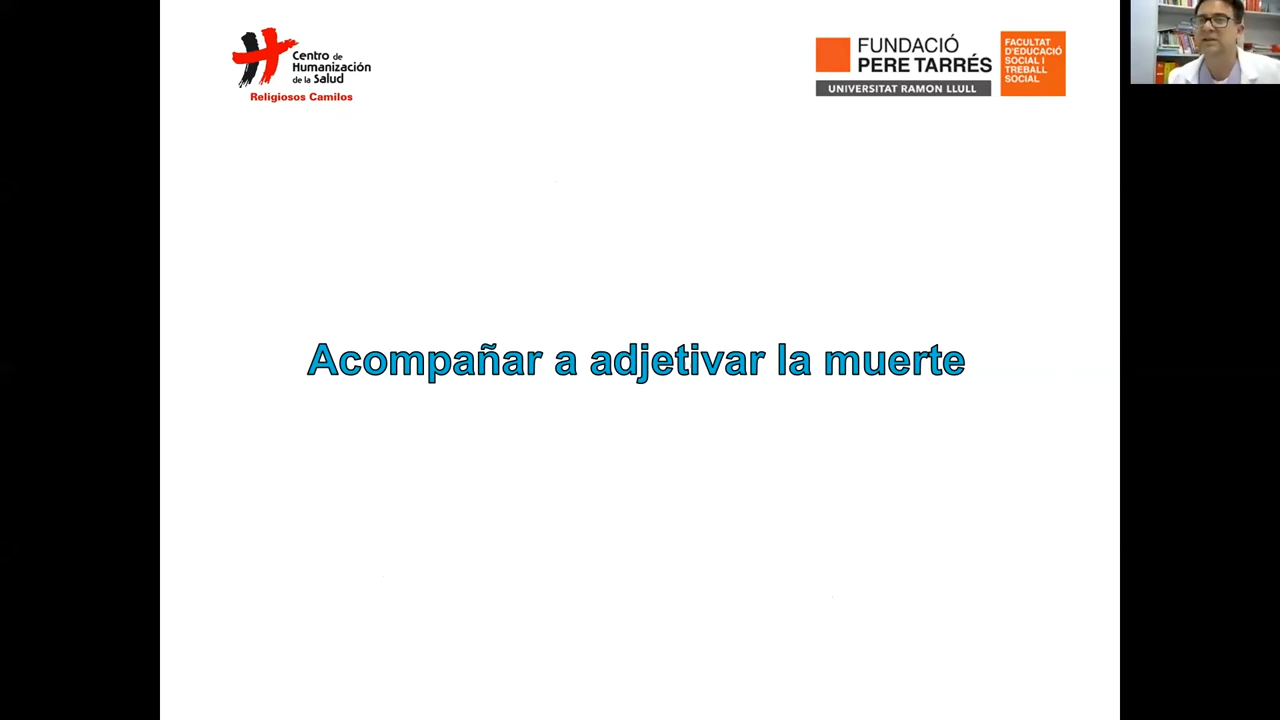 Centro de
Humanización
de la Salud
Religiosos Camilos
FUNDACIÓ
PERE TARRÉS
UNIVERSITAT RAMON LLULL
FACULTAT
D'EDUCACIÓ
SOCIAL I
TREBALL
SOCIAL
Acompañar a adjetivar la muerte